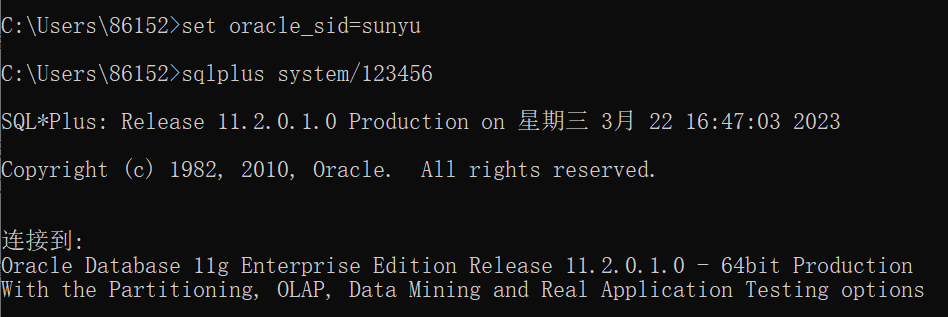 C:\Users\86152>set oracle_sid=sunyu
C:\Users\86152>sqlplus system/123456
SQL*Plus: Release 11.2.0.1.0 Production on 星期三 3月 22 16:47:03 2023
Copyright (c) 1982, 2010, Oracle.  All rights reserved.
连接到:
Oracle Database 11g Enterprise Edition Release 11.2.0.1.0 - 64bit Production
With the Partitioning, OLAP, Data Mining and Real Application Testing options